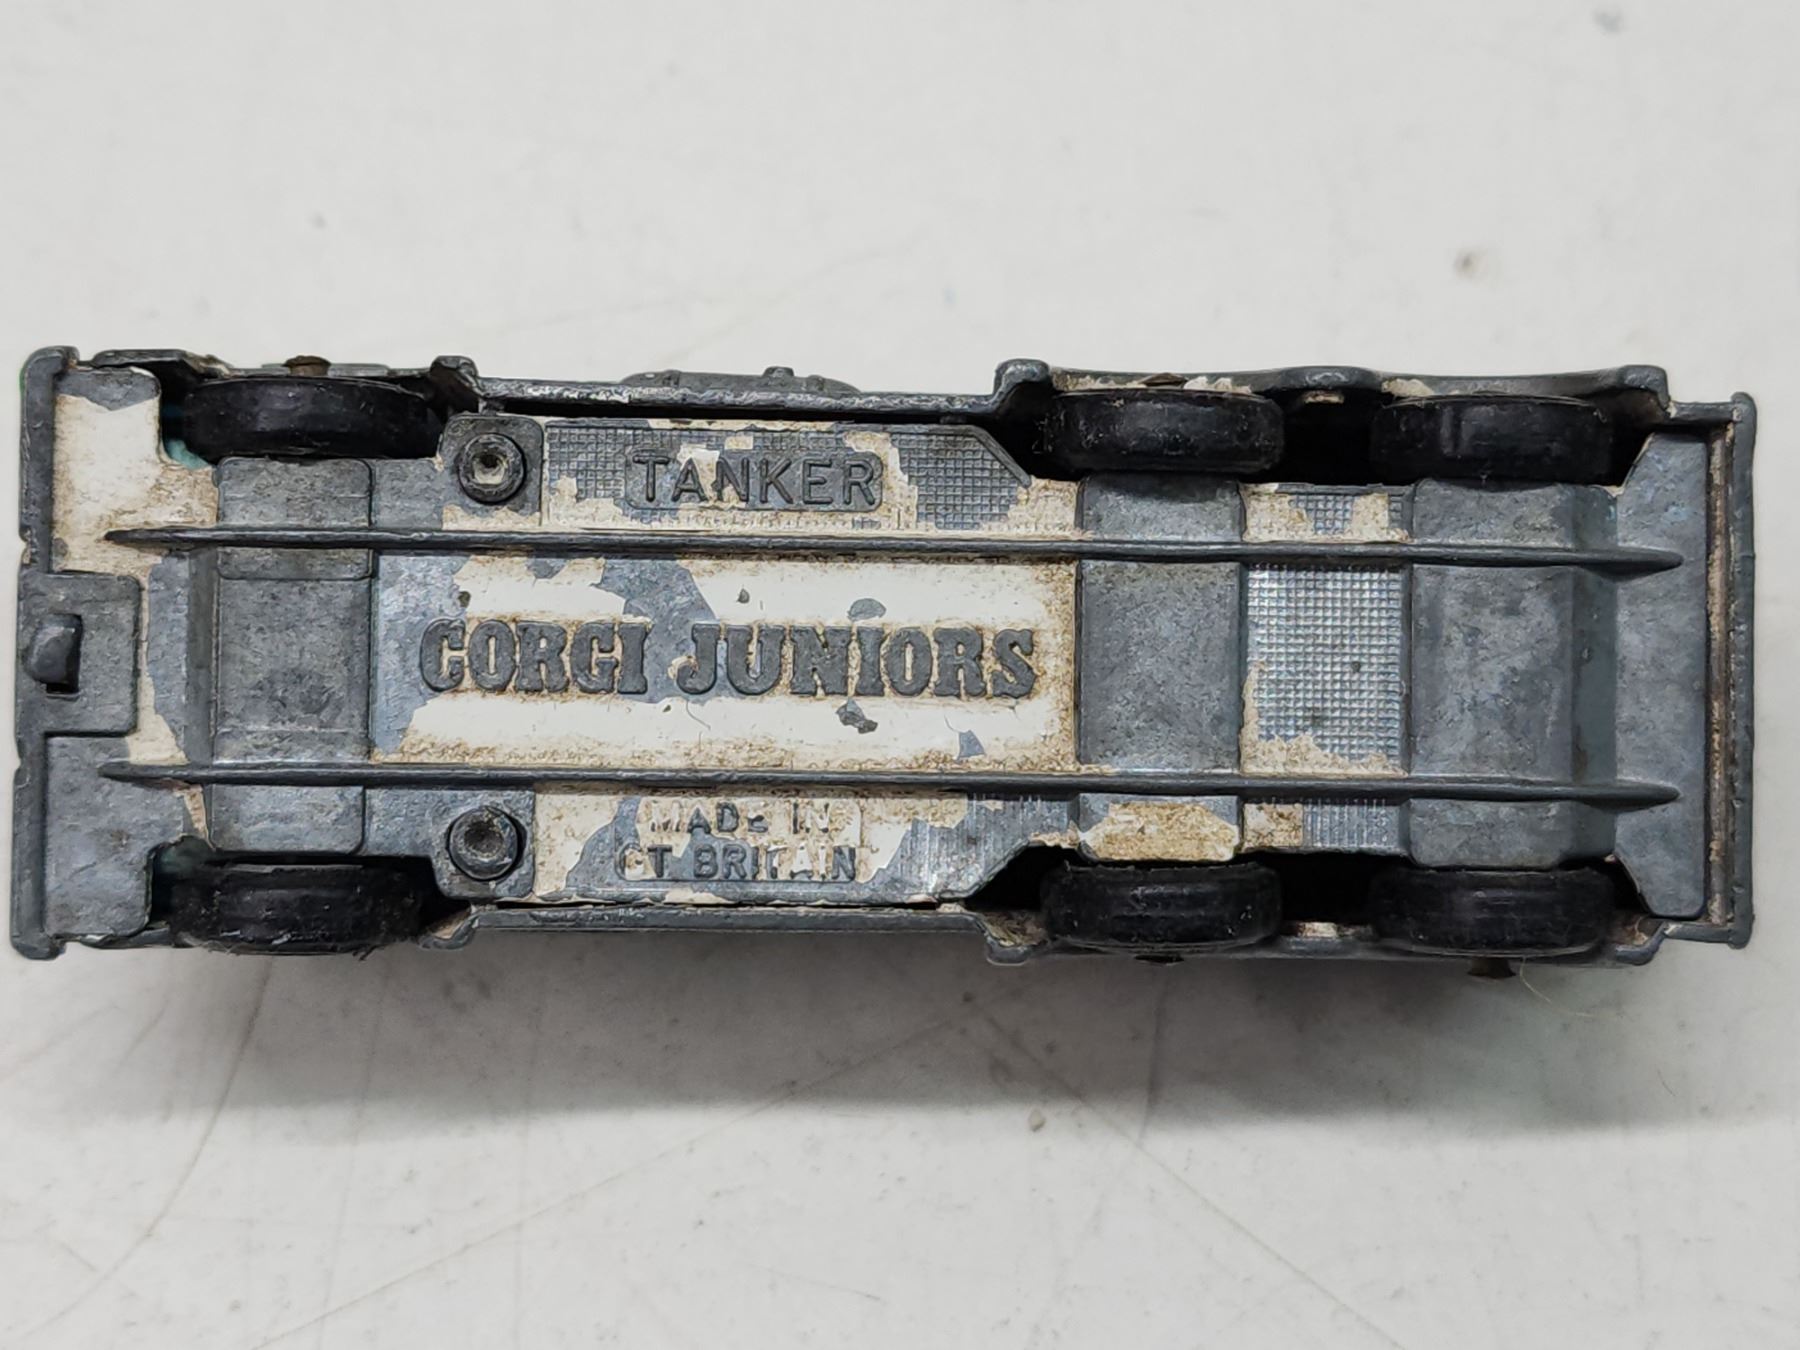 TANKER
CORGI JUNIORS
MADE IN
GT BRITAIN